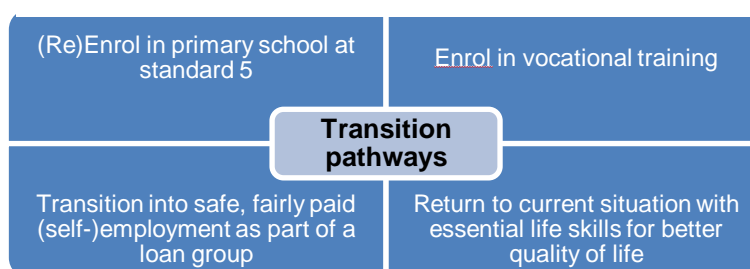 (Re)Enrol in primary school at
standard 5
Enrol in vocational training
Transition
pathways
Transition into safe, fairly paid
(self-)employment as part of a
loan group
Return to current situation with
essential life skills for better
quality of life